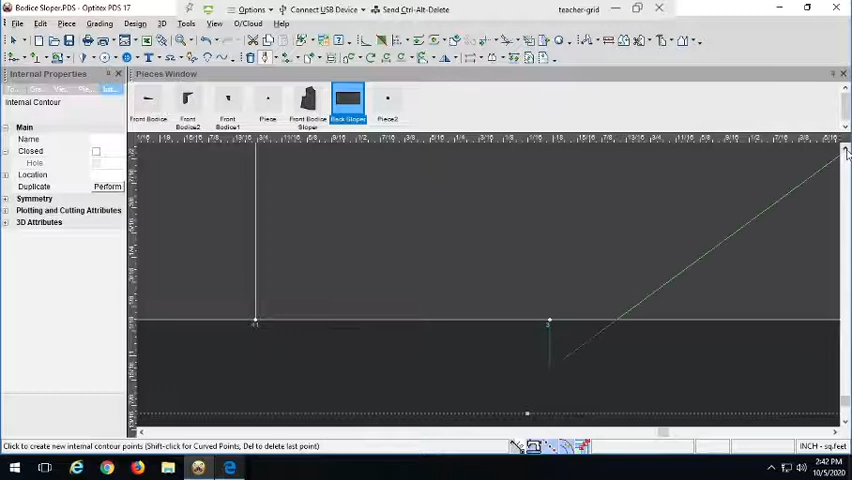 Bodice Sloper.PDS - Optitex PDS 17
Options
Connect USB Device
Send Ctrl-Alt-Delete
teacher-grid
File Edit Piece Grading Design 3D Tools View O/Cloud Help
Internal Properties
Pieces Window
Internal Contour
Main
Name
Closed
Hole
Location
Duplicate Perform
Symmetry
Plotting and Cutting Attributes
3D Attributes
Front Bodice
Front Bodice2
Front Bodice1
Piece
Front Bodice Sloper
Back Sloper
Piece2
3
Click to create new internal contour points (Shift-click for Curved Points, Del to delete last point)
INCH - sq.feet
2:42 PM
10/5/2020